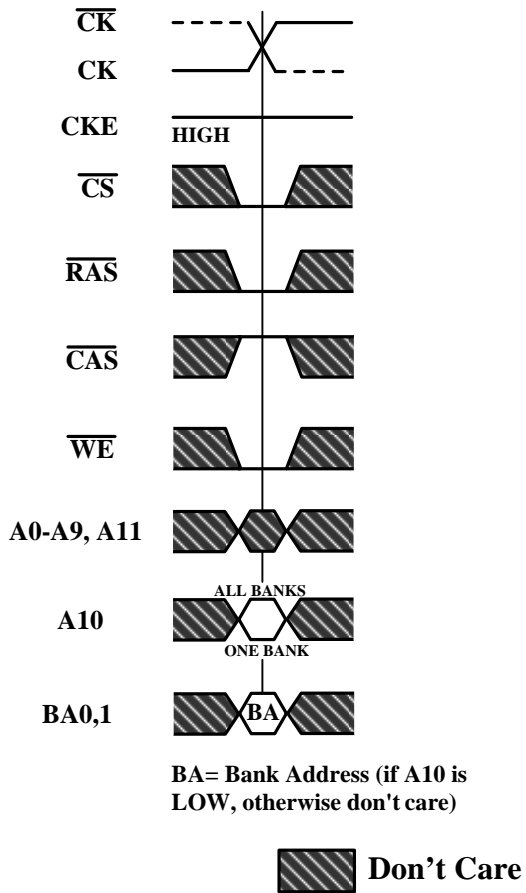 CK
CK
CKE
HIGH
CS
RAS
CAS
WE
A0-A9, A11
ALL BANKS
A10
ONE BANK
BA0,1
BA
BA= Bank Address (if A10 is
LOW, otherwise don't care)
Don't Care